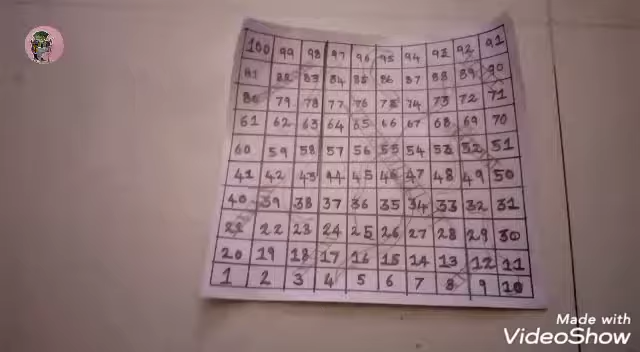 100 99 98 97 96 95 94 93 92 91
81 82 83 84 85 86 87 88 89 90
80 79 78 77 76 75 74 73 72 71
61 62 63 64 65 66 67 68 69 70
60 59 58 57 56 55 54 53 52 51
41 42 43 44 45 46 47 48 49 50
40 39 38 37 36 35 34 33 32 31
22 23 24 25 26 27 28 29 30
20 19 18 17 16 15 14 13 12 11
1 2 3 4 5 6 7 8 9 10
Made with
VideoShow